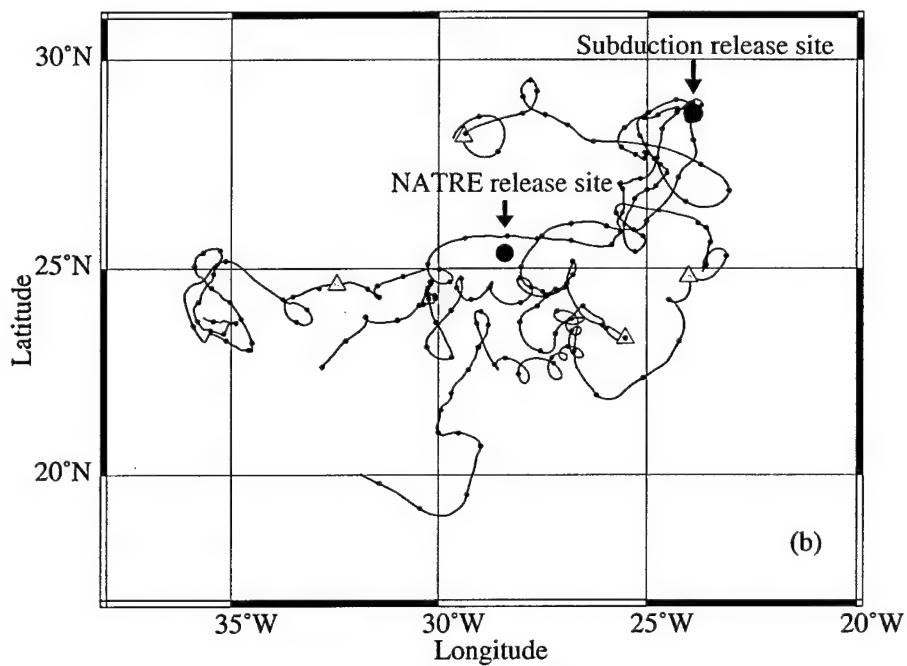 Subduction release site
30°N
NATRE release site
25°N
Latitude
20°N
(b)
35°W
30°W
25°W
20°W
Longitude